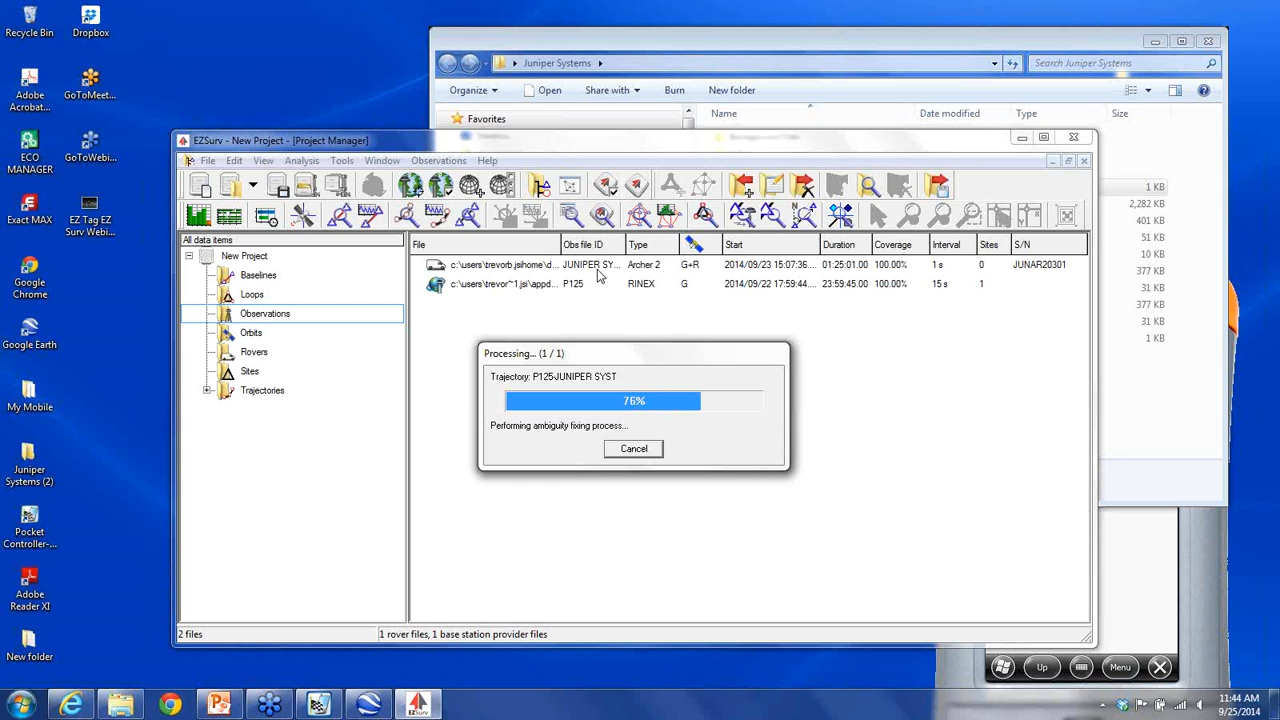 Recycle Bin
Dropbox
Adobe
Acrobat...
GoToMeet...
ECO
MANAGER
GoToWebi...
Exact MAX
EZ Tag EZ
Surv Webi...
Google
Chrome
Google Earth
My Mobile
Juniper
Systems (2)
Pocket
Controller-...
Adobe
Reader XI
New folder
Juniper Systems
Search Juniper Systems
Organize
Open
Share with
Burn
New folder
Favorites
Name
Date modified
Type
Size
1 KB
2,282 KB
401 KB
10 KB
377 KB
31 KB
377 KB
31 KB
1 KB
EZSurv - New Project - [Project Manager]
File Edit View Analysis Tools Window Observations Help
All data items
New Project
Baselines
Loops
Observations
Orbits
Rovers
Sites
Trajectories
File Obs file ID Type Start Duration Coverage Interval Sites S/N
c:\users\trevorb.jsihome\d... JUNIPER SY... Archer 2 G+R 2014/09/23 15:07:36.... 01:25:01.00 100.00% 1 s 0 JUNAR20301
c:\users\trevor~1.jsi\appd... P125 RINEX G 2014/09/22 17:59:44.... 23:59:45.00 100.00% 15 s 1
Processing... (1 / 1)
Trajectory: P125-JUNIPER SYST
76%
Performing ambiguity fixing process...
Cancel
2 files
1 rover files, 1 base station provider files
Up
Menu
EZSurv
11:44 AM
9/25/2014